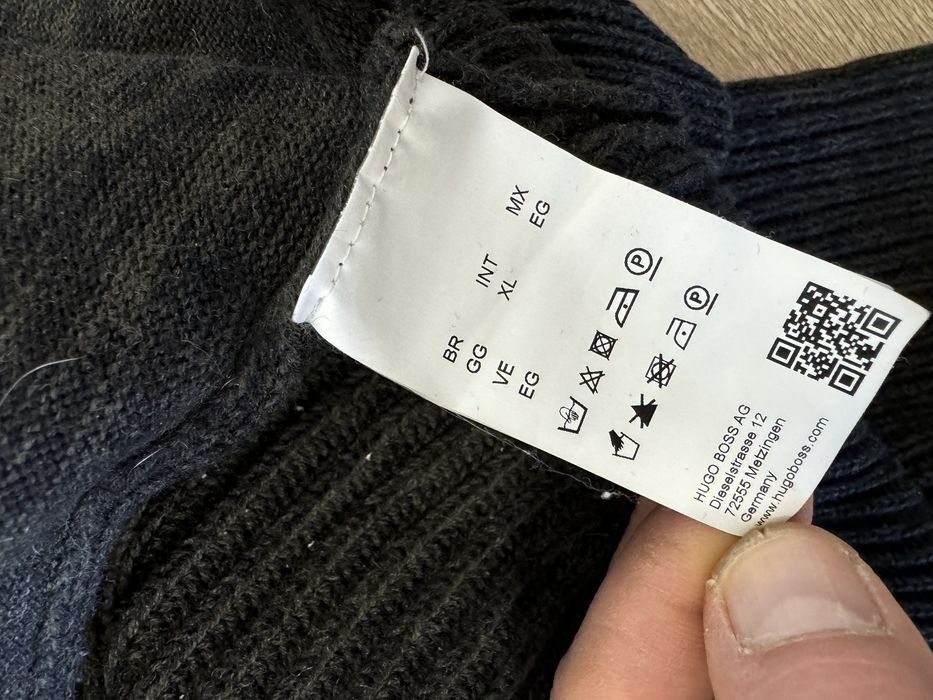 MX
EG
INT
XL
BR
GG
VE
EG
P
P
HUGO BOSS AG
Dieselstrasse 12
72555 Metzingen
Germany
www.hugoboss.com